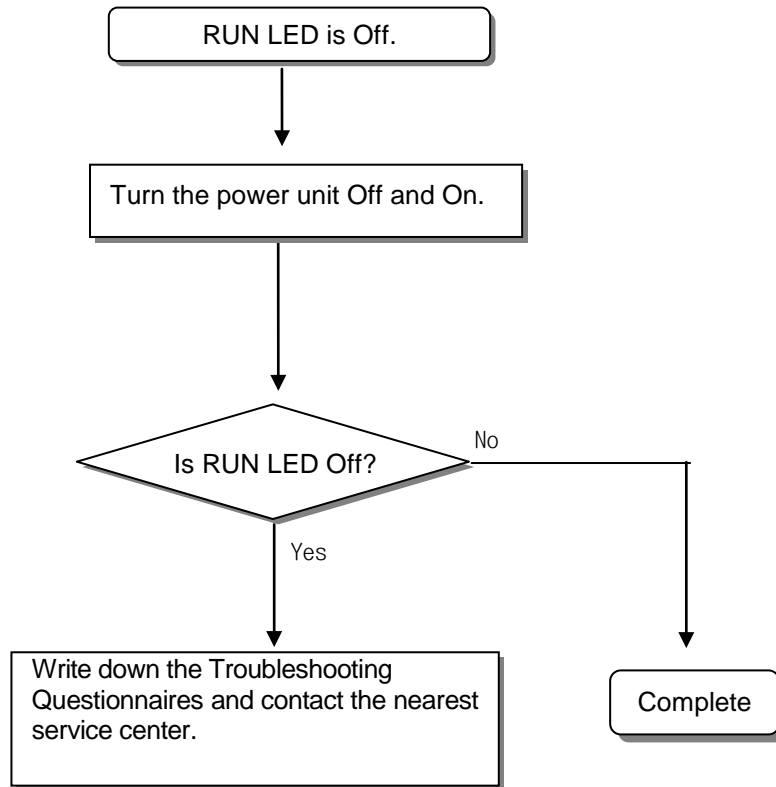 RUN LED is Off.
Turn the power unit Off and On.
Is RUN LED Off?
No
Yes
Write down the Troubleshooting
Questionnaires and contact the nearest
service center.
Complete